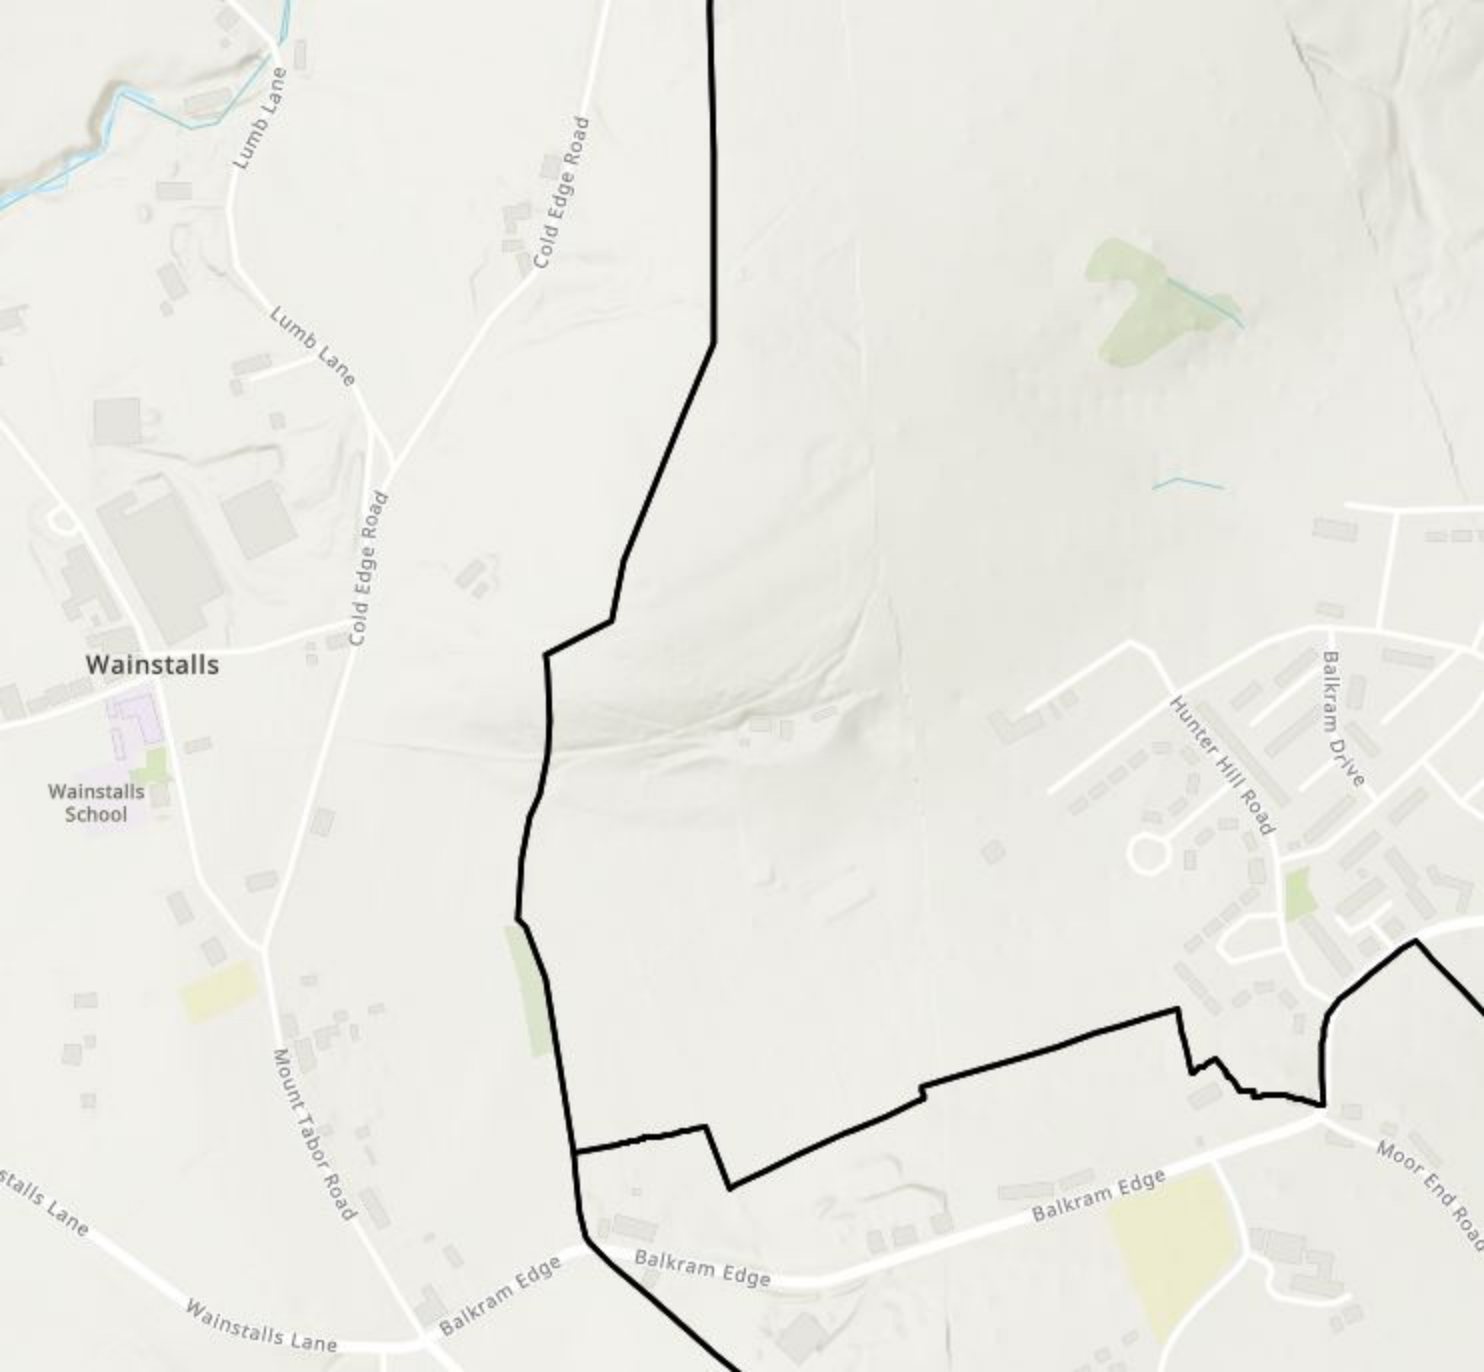 Lumb Lane
Cold Edge Road
Lumb Lane
Cold Edge Road
Wainstalls
Balkram Drive
Hunter Hill Road
Wainstalls
School
Mount Tabor Road
stalls Lane
Balkram Edge
Moor End Road
Balkram Edge
Balkram Edge
Wainstalls Lane